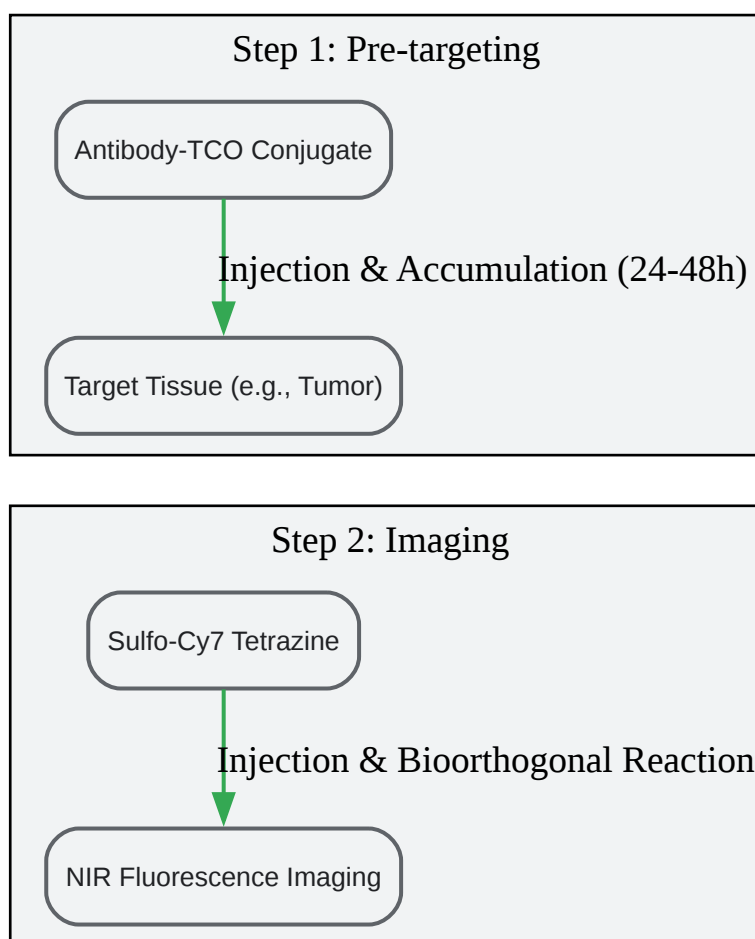 Step 1: Pre-targeting
Antibody-TCO Conjugate
Injection & Accumulation (24-48h)
Target Tissue (e.g., Tumor)
Step 2: Imaging
Sulfo-Cy7 Tetrazine
Injection & Bioorthogonal Reaction
NIR Fluorescence Imaging